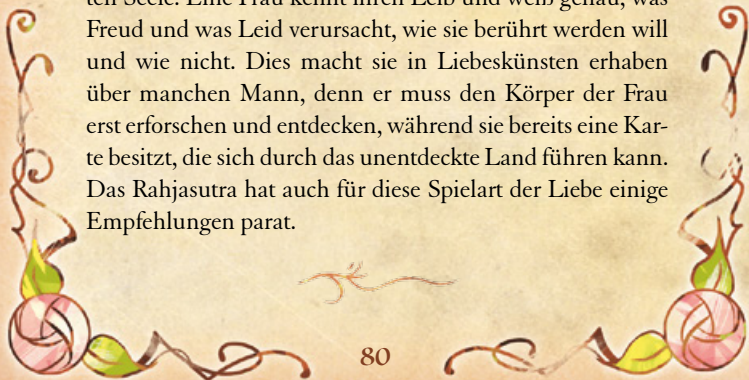 ten Seele. Eine Frau kennt ihren Leib und weiß genau, was
Freud und was Leid verursacht, wie sie berührt werden will
und wie nicht. Dies macht sie in Liebeskünsten erhaben
über manchen Mann, denn er muss den Körper der Frau
erst erforschen und entdecken, während sie bereits eine Kar-
te besitzt, die sich durch das unentdeckte Land führen kann.
Das Rahjasutra hat auch für diese Spielart der Liebe einige
Empfehlungen parat.
80